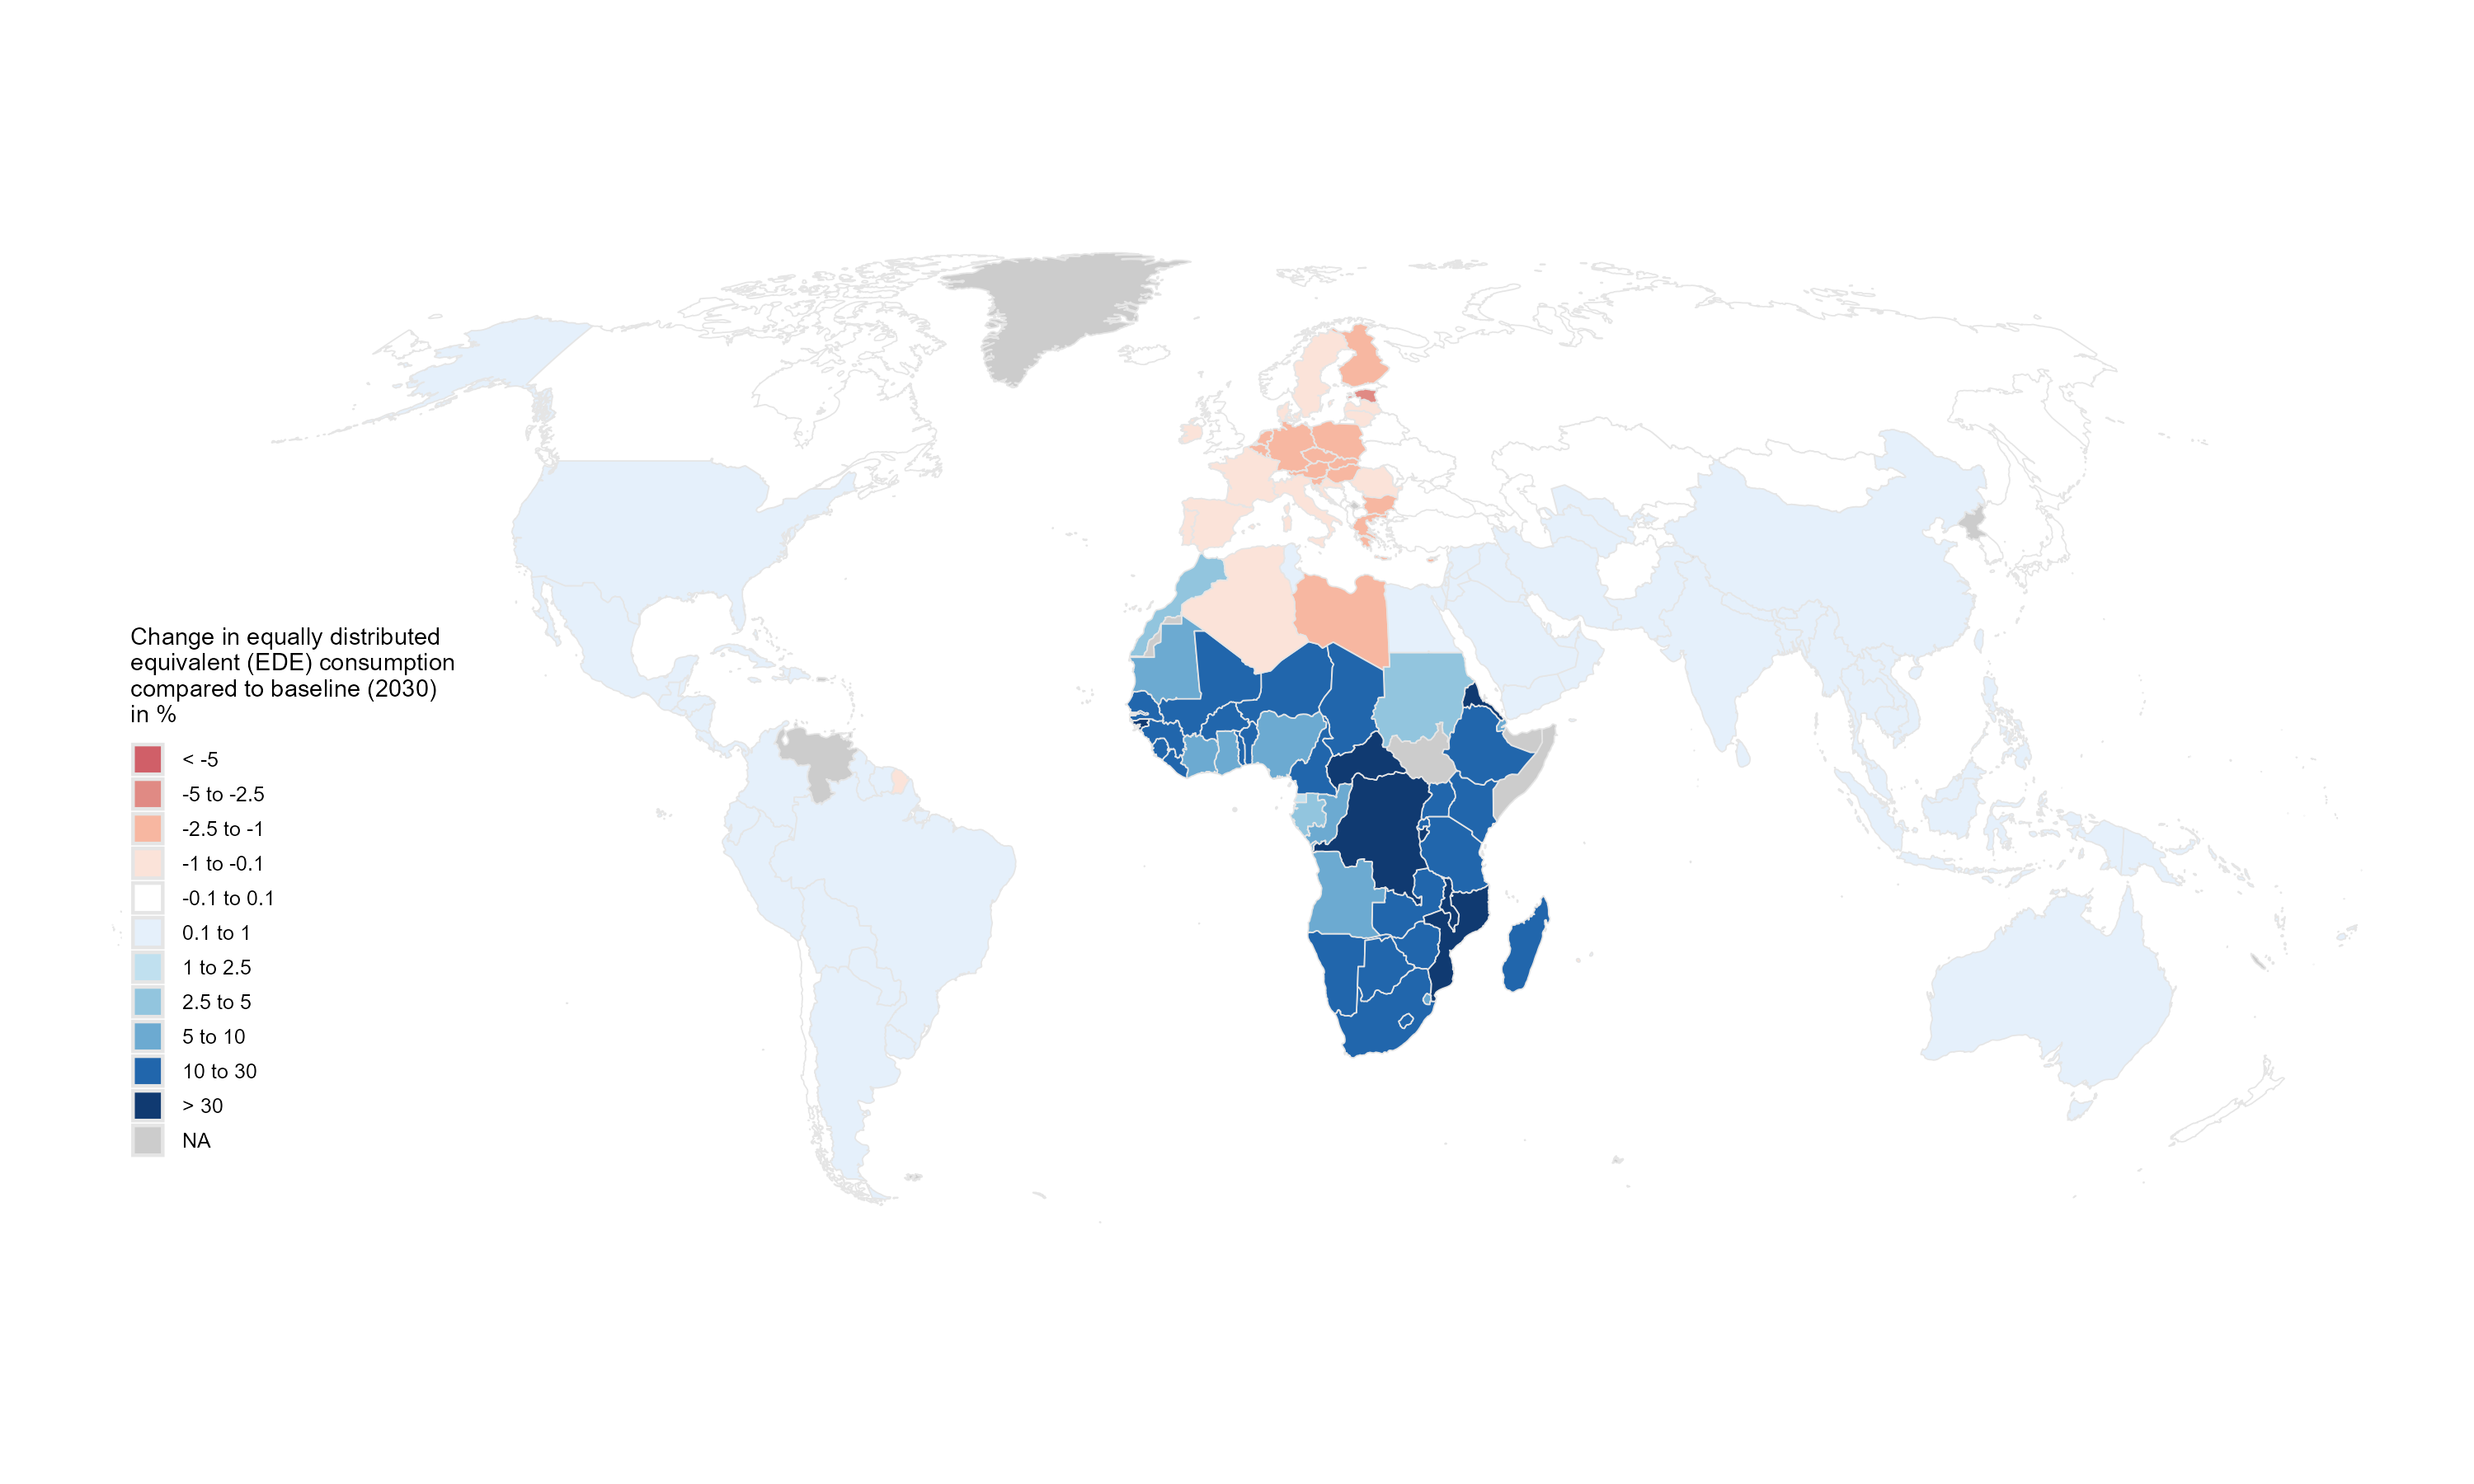 Change in equally distributed
equivalent (EDE) consumption
compared to baseline (2030)
in %
< -5
-5 to -2.5
-2.5 to -1
-1 to -0.1
-0.1 to 0.1
0.1 to 1
1 to 2.5
2.5 to 5
5 to 10
10 to 30
> 30
NA